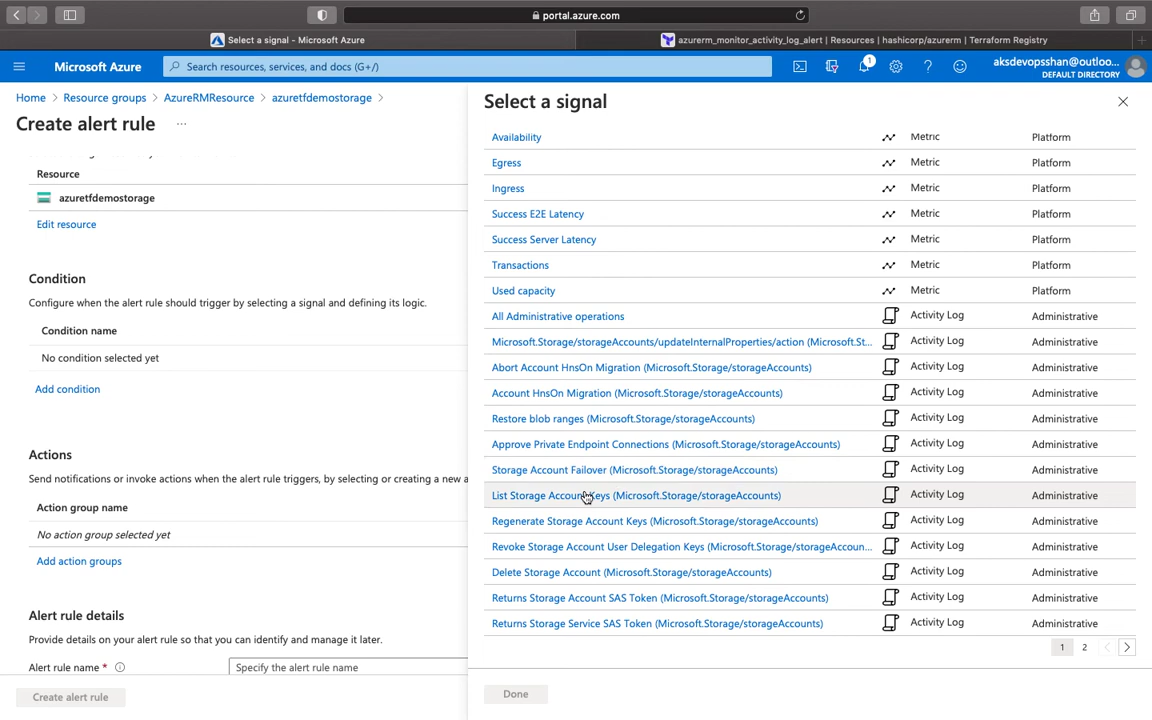 portal.azure.com
Select a signal - Microsoft Azure
azurerm_monitor_activity_log_alert | Resources | hashicorp/azurerm | Terraform Registry
Microsoft Azure
Search resources, services, and docs (G+/)
1
aksdevopsshan@outloo...
DEFAULT DIRECTORY
Home > Resource groups > AzureRMResource > azuretfdemostorage >
Create alert rule ...
Resource
azuretfdemostorage
Edit resource
Condition
Configure when the alert rule should trigger by selecting a signal and defining its logic.
Condition name
No condition selected yet
Add condition
Actions
Send notifications or invoke actions when the alert rule triggers, by selecting or creating a new a
Action group name
No action group selected yet
Add action groups
Alert rule details
Provide details on your alert rule so that you can identify and manage it later.
Alert rule name *
Specify the alert rule name
Create alert rule
Select a signal
Availability Metric Platform
Egress Metric Platform
Ingress Metric Platform
Success E2E Latency Metric Platform
Success Server Latency Metric Platform
Transactions Metric Platform
Used capacity Metric Platform
All Administrative operations Activity Log Administrative
Microsoft.Storage/storageAccounts/updateInternalProperties/action (Microsoft.St... Activity Log Administrative
Abort Account HnsOn Migration (Microsoft.Storage/storageAccounts) Activity Log Administrative
Account HnsOn Migration (Microsoft.Storage/storageAccounts) Activity Log Administrative
Restore blob ranges (Microsoft.Storage/storageAccounts) Activity Log Administrative
Approve Private Endpoint Connections (Microsoft.Storage/storageAccounts) Activity Log Administrative
Storage Account Failover (Microsoft.Storage/storageAccounts) Activity Log Administrative
List Storage Account Keys (Microsoft.Storage/storageAccounts) Activity Log Administrative
Regenerate Storage Account Keys (Microsoft.Storage/storageAccounts) Activity Log Administrative
Revoke Storage Account User Delegation Keys (Microsoft.Storage/storageAccoun... Activity Log Administrative
Delete Storage Account (Microsoft.Storage/storageAccounts) Activity Log Administrative
Returns Storage Account SAS Token (Microsoft.Storage/storageAccounts) Activity Log Administrative
Returns Storage Service SAS Token (Microsoft.Storage/storageAccounts) Activity Log Administrative
1 2 < >
Done